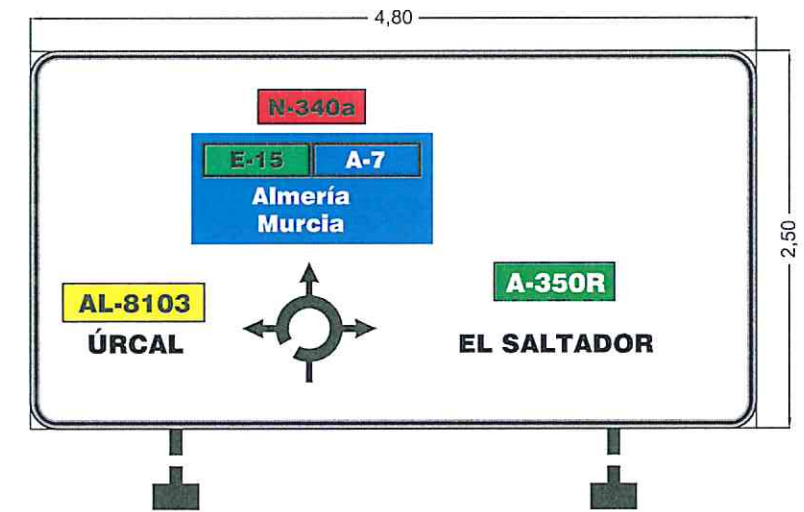 4,80
N-340a
E-15 A-7
Almería
Murcia
2,50
A-350R
AL-8103
ÚRCAL
EL SALTADOR